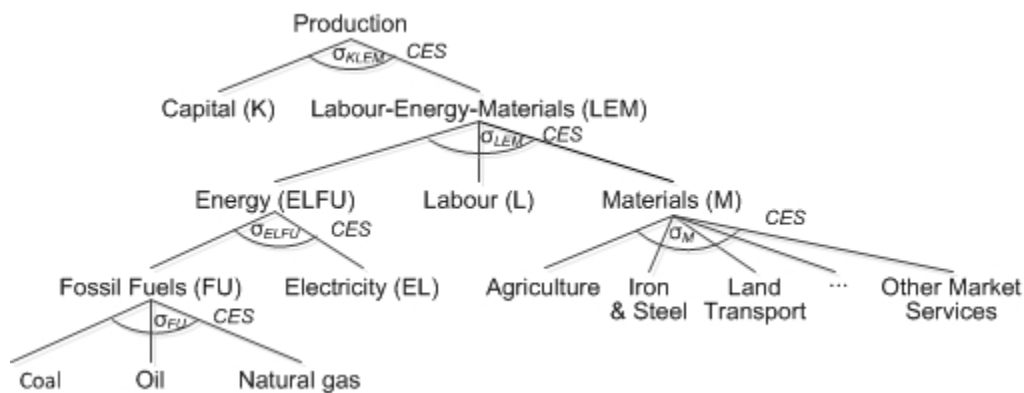 Production
σKLEM CES
Capital (K) Labour-Energy-Materials (LEM)
σLEM CES
Energy (ELFU) Labour (L) Materials (M)
σELFU CES σM CES
Fossil Fuels (FU) Electricity (EL) Agriculture Iron & Steel Land Transport ... Other Market Services
σFU CES
Coal Oil Natural gas